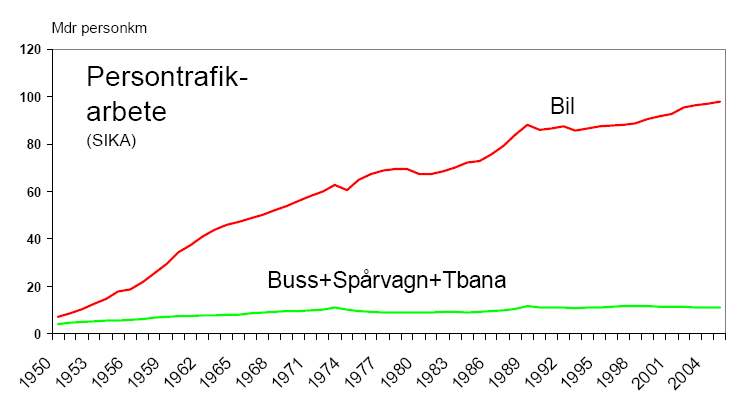 Mdr personkm
120
Persontrafik-
arbete
(SIKA)
Bil
100
80
60
40
Buss+Spårvagn+Tbana
20
0
1950 1953 1956 1959 1962 1965 1968 1971 1974 1977 1980 1983 1986 1989 1992 1995 1998 2001 2004